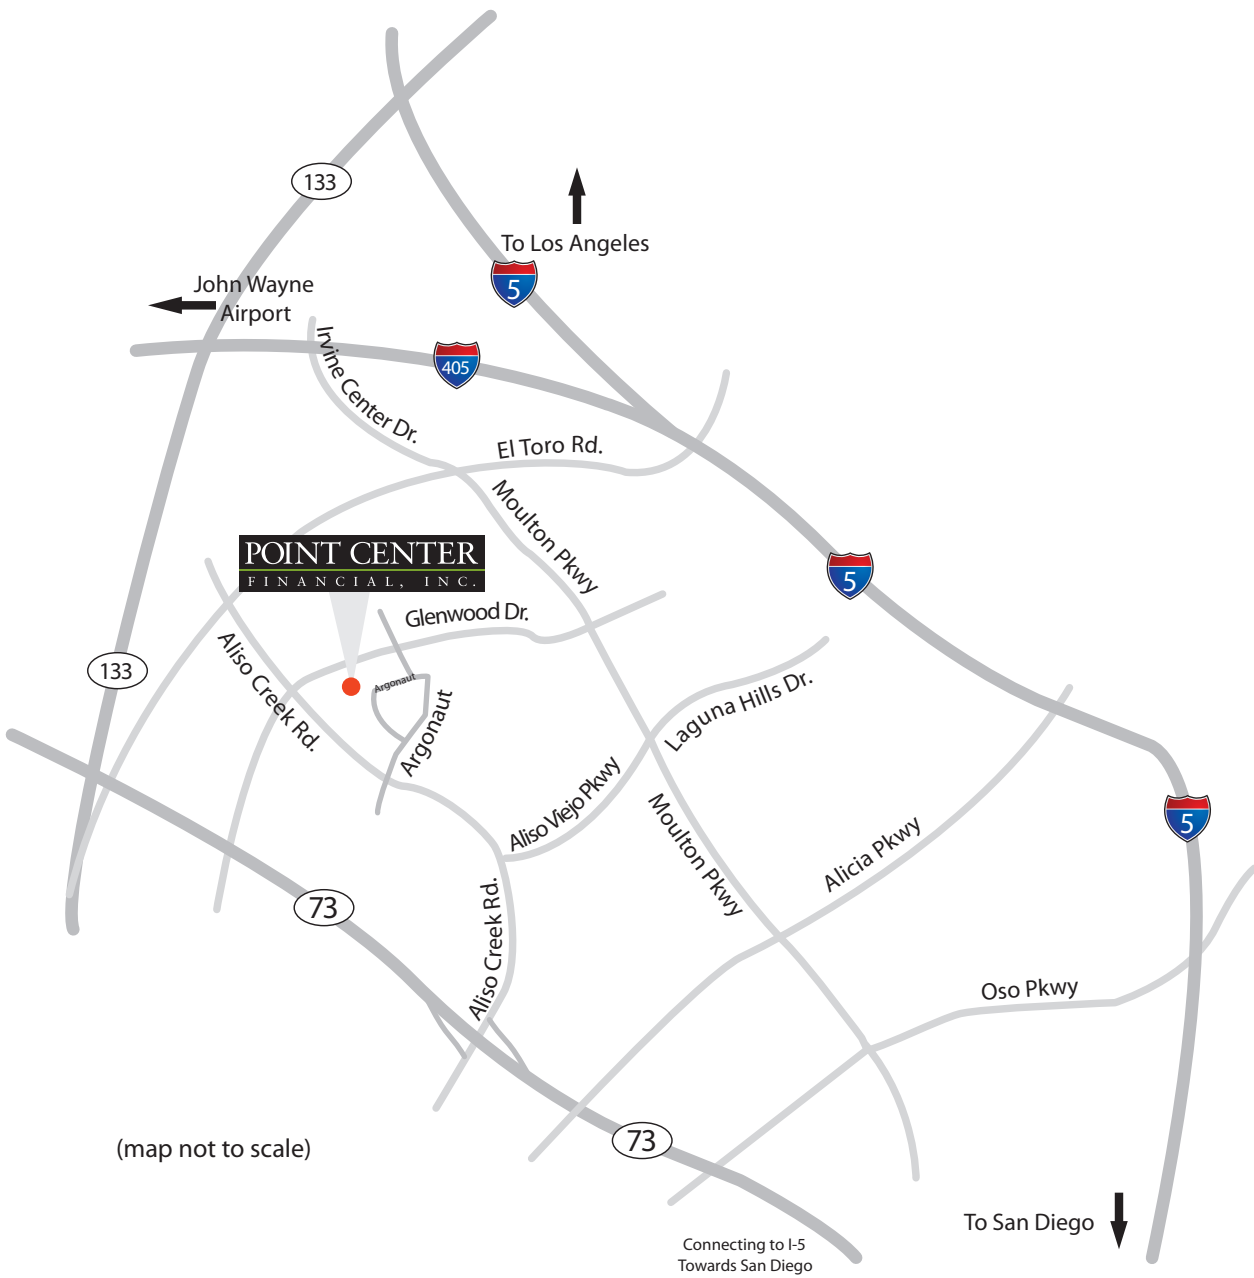 133
To Los Angeles
5
John Wayne
Airport
Irvine Center Dr.
405
El Toro Rd.
Moulton Pkwy
POINT CENTER
FINANCIAL, INC.
5
Glenwood Dr.
133
Aliso Creek Rd.
Argonaut
Argonaut
Laguna Hills Dr.
Aliso Viejo Pkwy
5
Moulton Pkwy
Alicia Pkwy
73
Aliso Creek Rd.
Oso Pkwy
73
(map not to scale)
To San Diego
Connecting to I-5
Towards San Diego